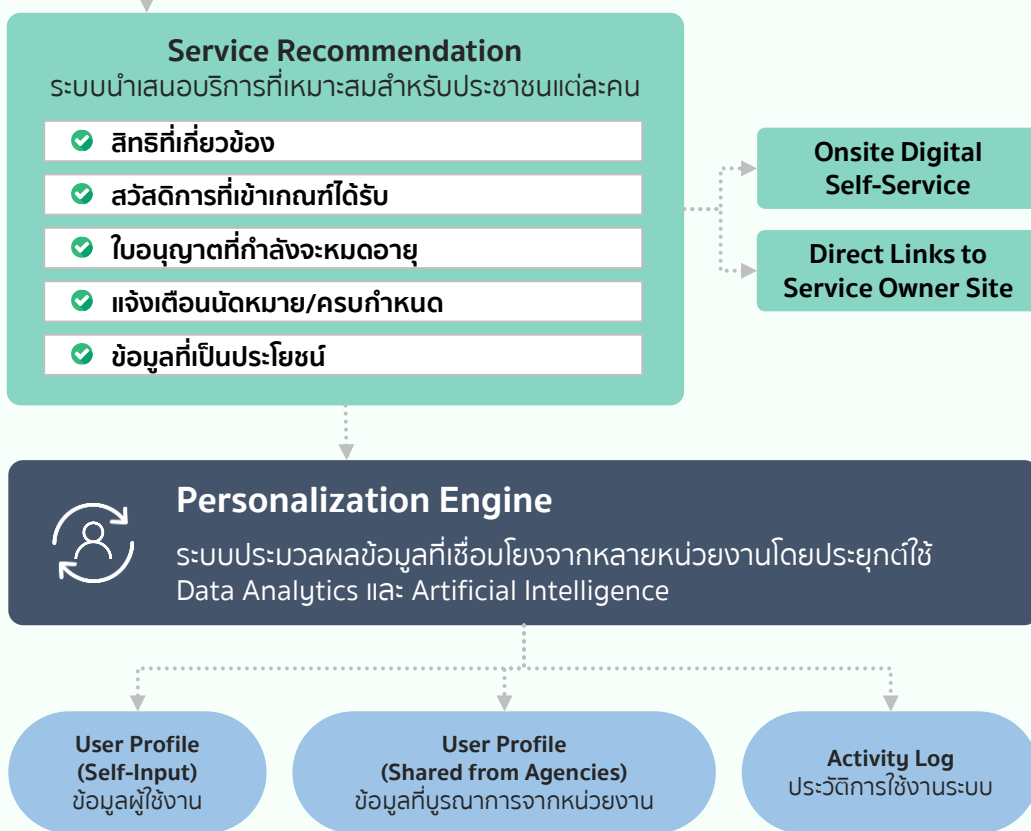 Service Recommendation
ระบบนำเสนอบริการที่เหมาะสมสำหรับประชาชนแต่ละคน
สิทธิที่เกี่ยวข้อง
สวัสดิการที่เข้าเกณฑ์ได้รับ
ใบอนุญาตที่กำลังจะหมดอายุ
แจ้งเตือนนัดหมาย/ครบกำหนด
ข้อมูลที่เป็นประโยชน์
Onsite Digital
Self-Service
Direct Links to
Service Owner Site
Personalization Engine
ระบบประมวลผลข้อมูลที่เชื่อมโยงจากหลายหน่วยงานโดยประยุกต์ใช้
Data Analytics และ Artificial Intelligence
User Profile
(Self-Input)
ข้อมูลผู้ใช้งาน
User Profile
(Shared from Agencies)
ข้อมูลที่บูรณาการจากหน่วยงาน
Activity Log
ประวัติการใช้งานระบบ